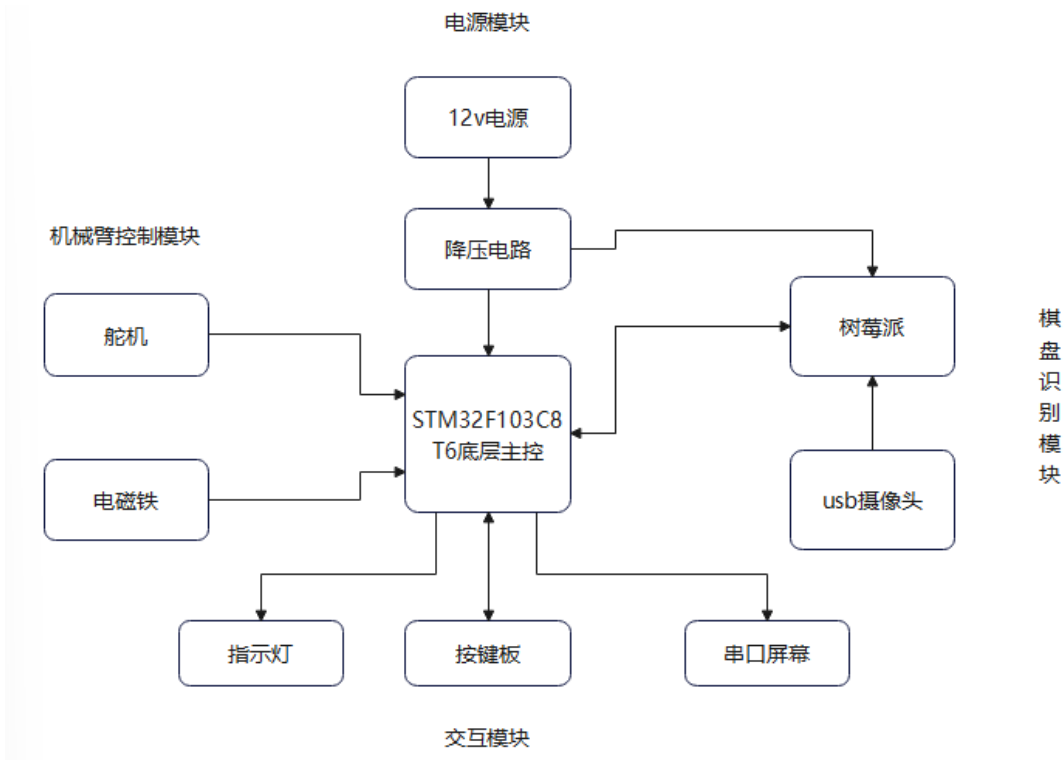 电源模块
12v电源
机械臂控制模块
降压电路
舵机
树莓派
棋盘识别模块
STM32F103C8
T6底层主控
电磁铁
usb摄像头
指示灯
按键板
串口屏幕
交互模块